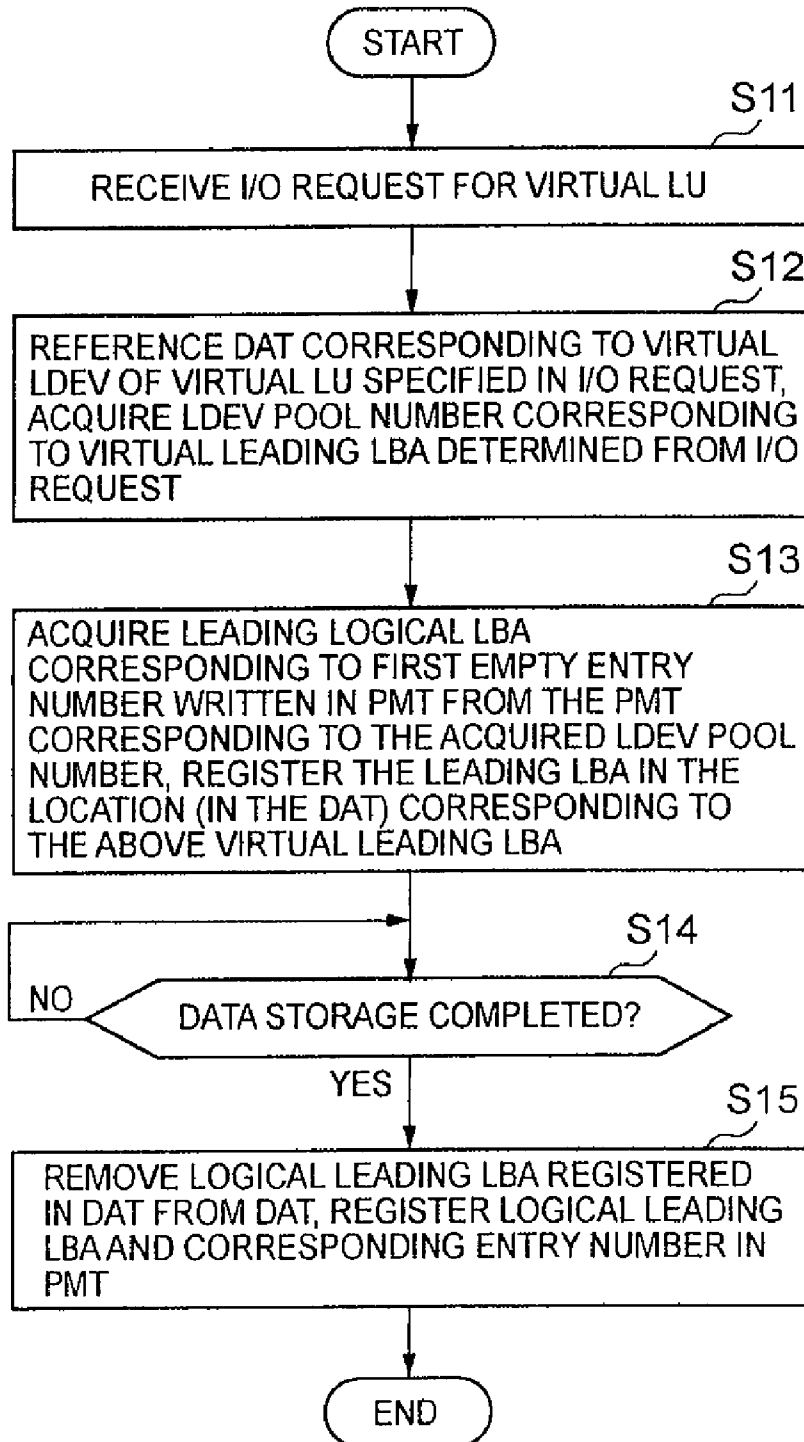 START
S11
RECEIVE I/O REQUEST FOR VIRTUAL LU
S12
REFERENCE DAT CORRESPONDING TO VIRTUAL
LDEV OF VIRTUAL LU SPECIFIED IN I/O REQUEST,
ACQUIRE LDEV POOL NUMBER CORRESPONDING
TO VIRTUAL LEADING LBA DETERMINED FROM I/O
REQUEST
S13
ACQUIRE LEADING LOGICAL LBA
CORRESPONDING TO FIRST EMPTY ENTRY
NUMBER WRITTEN IN PMT FROM THE PMT
CORRESPONDING TO THE ACQUIRED LDEV POOL
NUMBER, REGISTER THE LEADING LBA IN THE
LOCATION (IN THE DAT) CORRESPONDING TO
THE ABOVE VIRTUAL LEADING LBA
S14
NO
DATA STORAGE COMPLETED?
YES
S15
REMOVE LOGICAL LEADING LBA REGISTERED
IN DAT FROM DAT, REGISTER LOGICAL LEADING
LBA AND CORRESPONDING ENTRY NUMBER IN
PMT
END